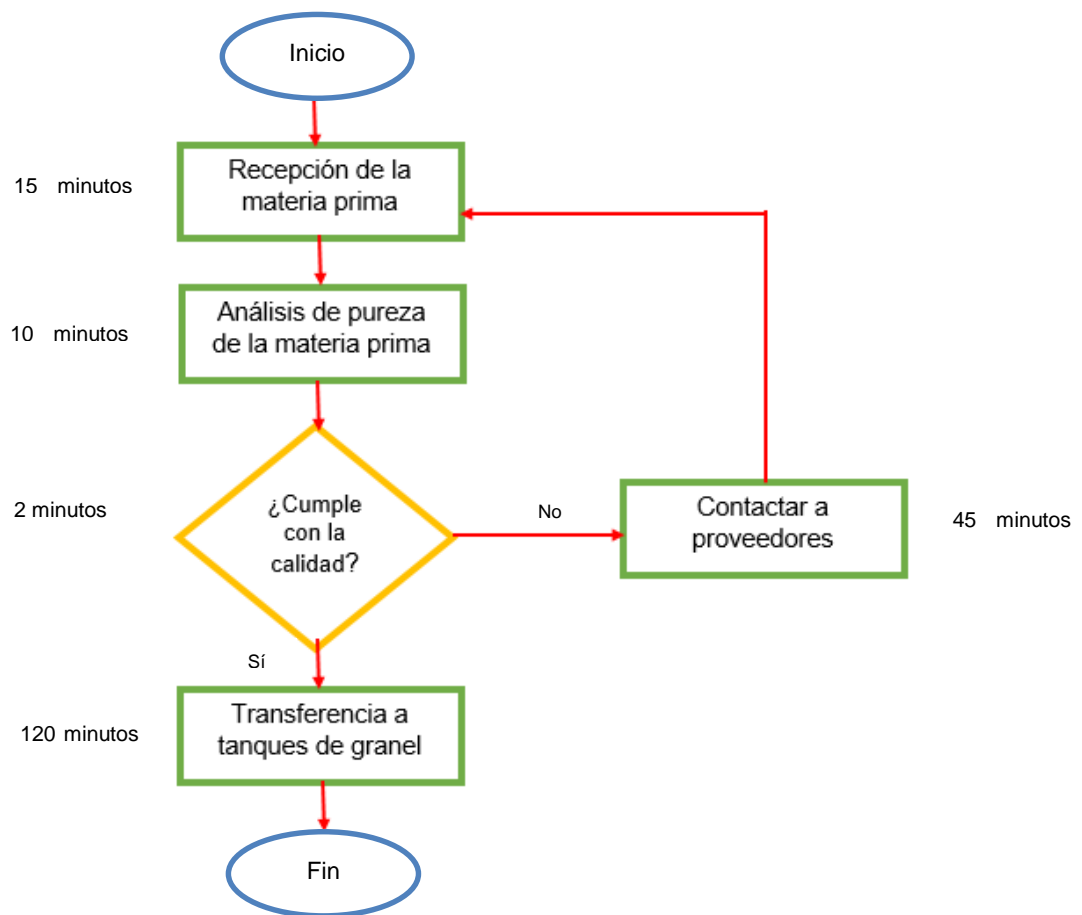 Inicio
15 minutos
Recepción de la
materia prima
10 minutos
Análisis de pureza
de la materia prima
2 minutos
¿Cumple
con la
calidad?
No
Contactar a
proveedores
45 minutos
Sí
120 minutos
Transferencia a
tanques de granel
Fin